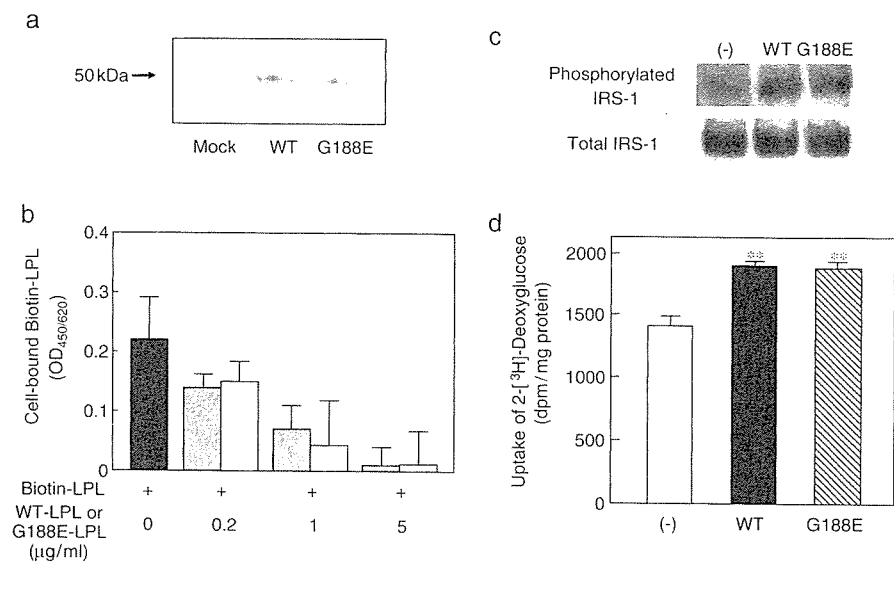 a
50 kDa
Mock WT G188E
b
Cell-bound Biotin-LPL
(OD450/620)
0.4
0.3
0.2
0.1
0
Biotin-LPL + + + +
WT-LPL or
G188E-LPL
(μg/ml)
0 0.2 1 5
c
(-) WT G188E
Phosphorylated
IRS-1
Total IRS-1
d
Uptake of 2-[3H]-Deoxyglucose
(dpm/mg protein)
2000
1500
1000
500
0
** **
(-) WT G188E